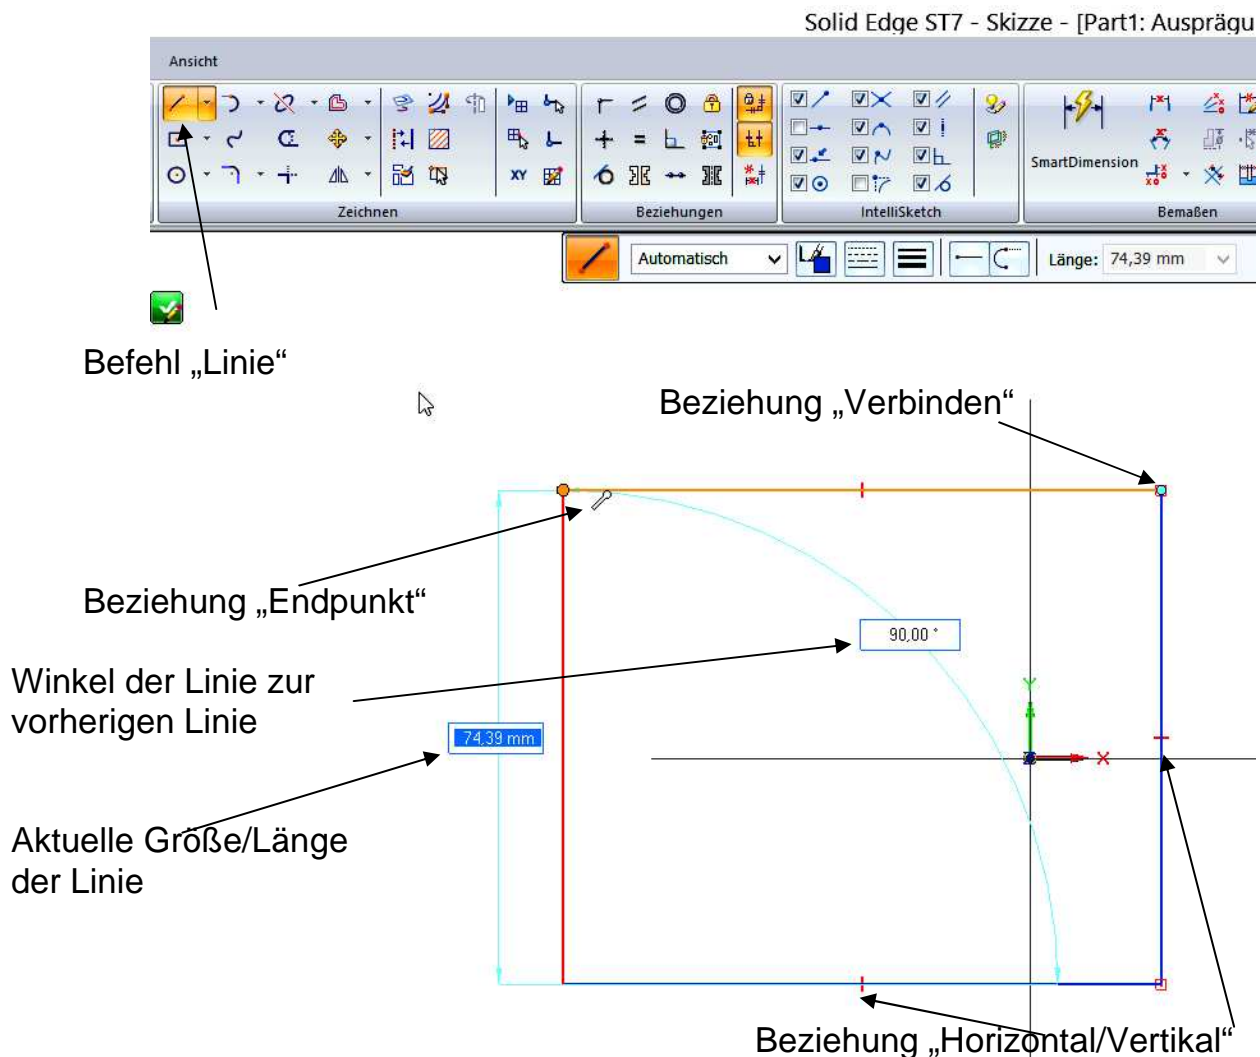 Solid Edge ST7 - Skizze - [Part1: Ausprägu
Ansicht
XY
SmartDimension
Zeichnen
Beziehungen
IntelliSketch
Bemaßen
Automatisch
Länge: 74,39 mm
Befehl „Linie“
Beziehung „Verbinden“
Beziehung „Endpunkt“
90,00 °
Winkel der Linie zur
vorherigen Linie
Y
74,39 mm
X
Aktuelle Größe/Länge
der Linie
Beziehung „Horizontal/Vertikal“